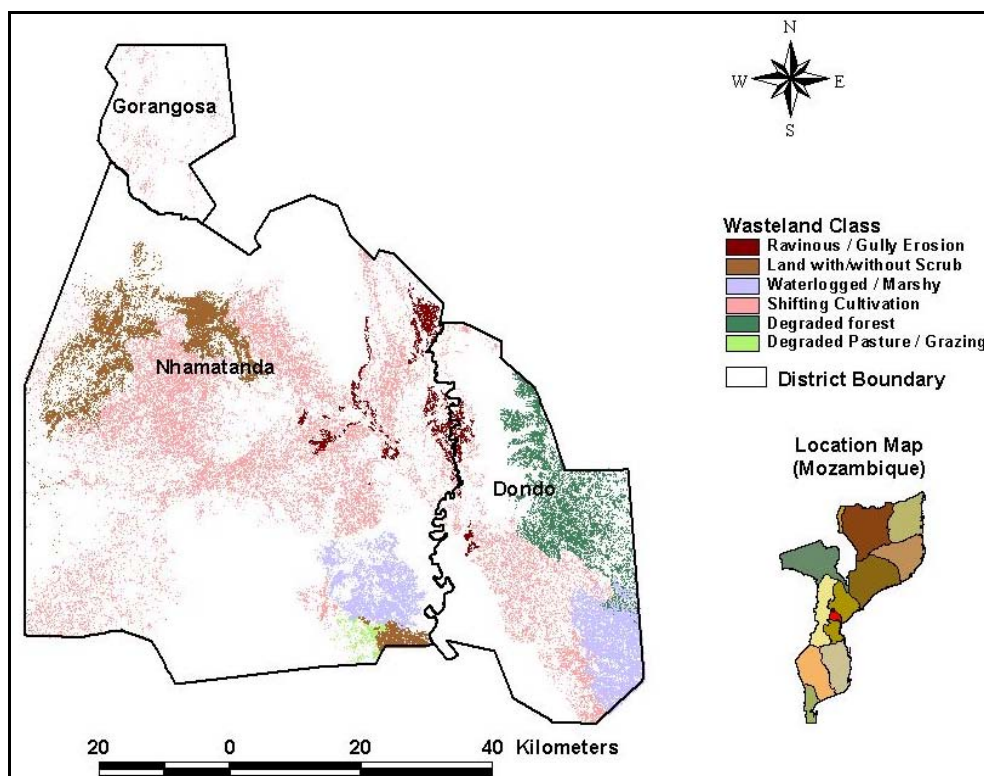 N
W E
S
Gorangosa
Nhamatanda
Dondo
Wasteland Class
Ravinous / Gully Erosion
Land with/without Scrub
Waterlogged / Marshy
Shifting Cultivation
Degraded forest
Degraded Pasture / Grazing
District Boundary
Location Map
(Mozambique)
20 0 20 40 Kilometers